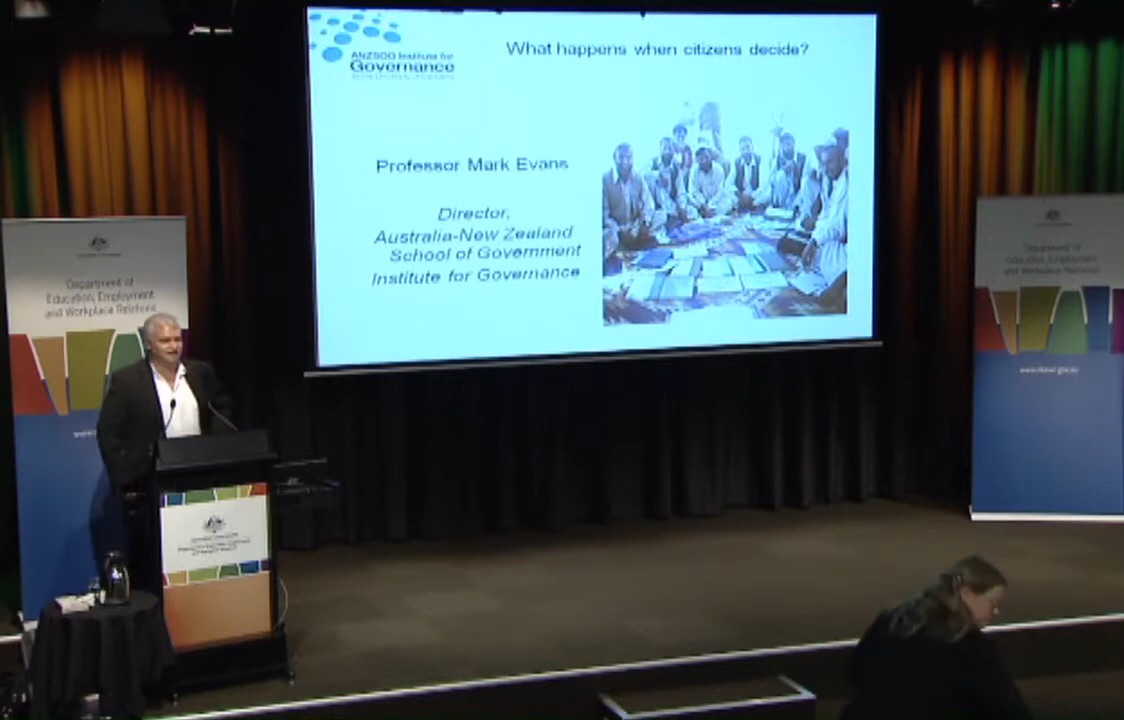 ANZSOG Institute for
Governance
What happens when citizens decide?
Professor Mark Evans
Director,
Australia-New Zealand
School of Government
Institute for Governance
Department of
Education, Employment
and Workplace Relations
Department of
Education, Employment
and Workplace Relations